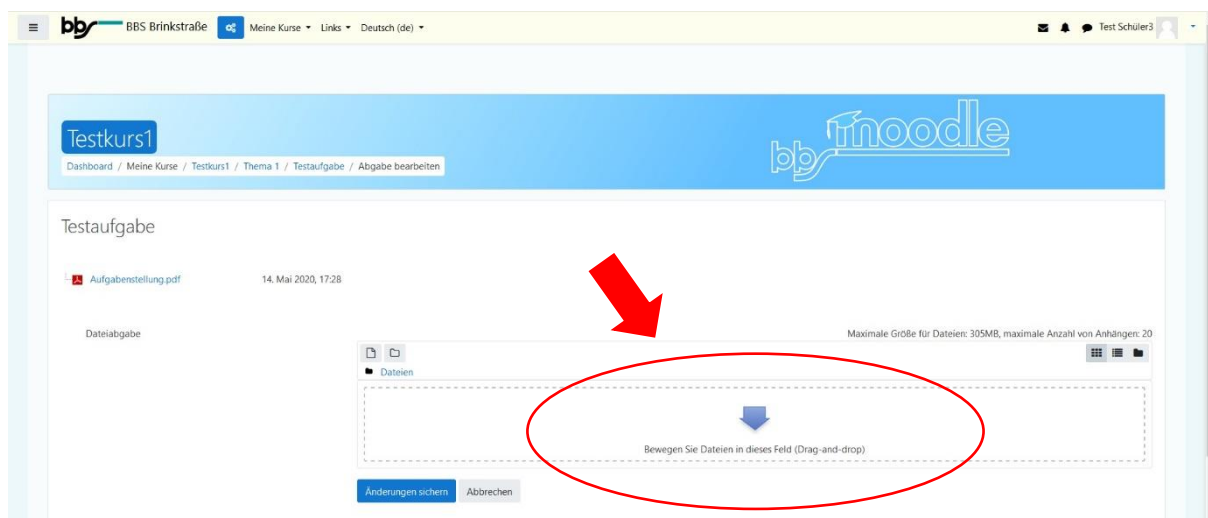 bbs BBS Brinkstraße Meine Kurse Links Deutsch (de) Test Schüler3
Testkurs1
bbs moodle
Dashboard / Meine Kurse / Testkurs1 / Thema 1 / Testaufgabe / Abgabe bearbeiten
Testaufgabe
Aufgabenstellung.pdf 14. Mai 2020, 17:28
Dateiabgabe Maximale Größe für Dateien: 305MB, maximale Anzahl von Anhängen: 20
Dateien
Bewegen Sie Dateien in dieses Feld (Drag-and-drop)
Änderungen sichern Abbrechen